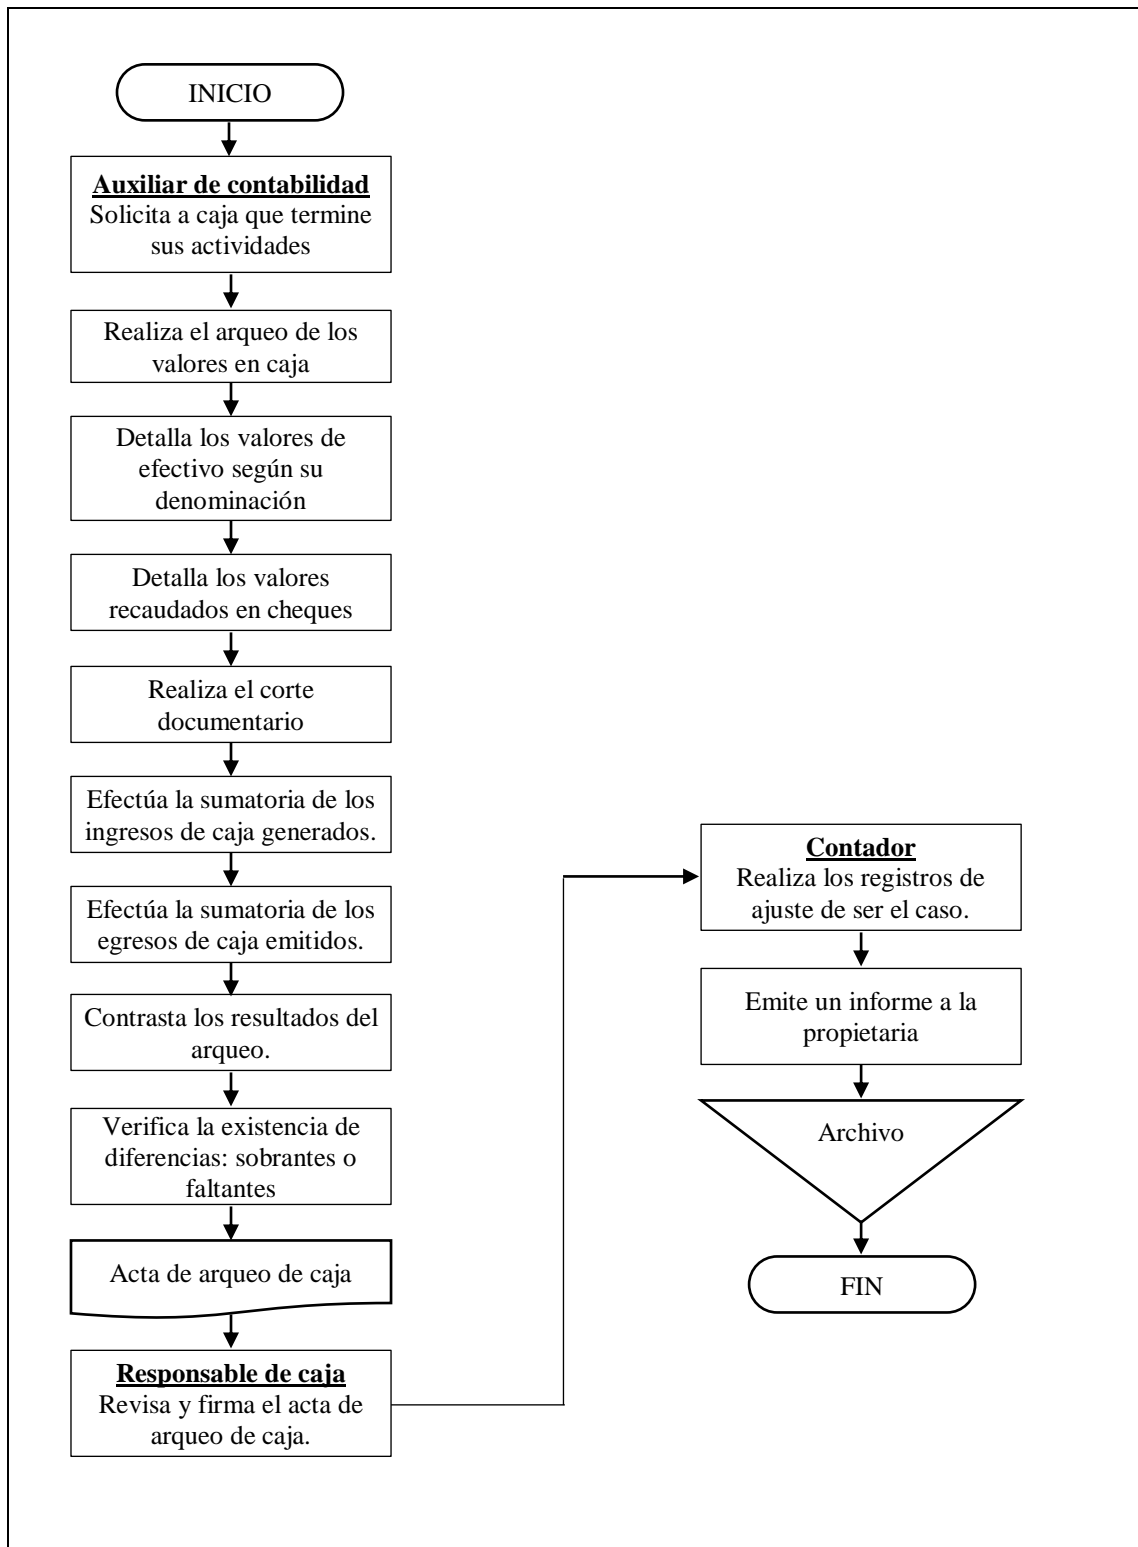 INICIO
Auxiliar de contabilidad
Solicita a caja que termine
sus actividades
Realiza el arqueo de los
valores en caja
Detalla los valores de
efectivo según su
denominación
Detalla los valores
recaudados en cheques
Realiza el corte
documentario
Efectúa la sumatoria de los
ingresos de caja generados.
Efectúa la sumatoria de los
egresos de caja emitidos.
Contrasta los resultados del
arqueo.
Verifica la existencia de
diferencias: sobrantes o
faltantes
Acta de arqueo de caja
Responsable de caja
Revisa y firma el acta de
arqueo de caja.
Contador
Realiza los registros de
ajuste de ser el caso.
Emite un informe a la
propietaria
Archivo
FIN